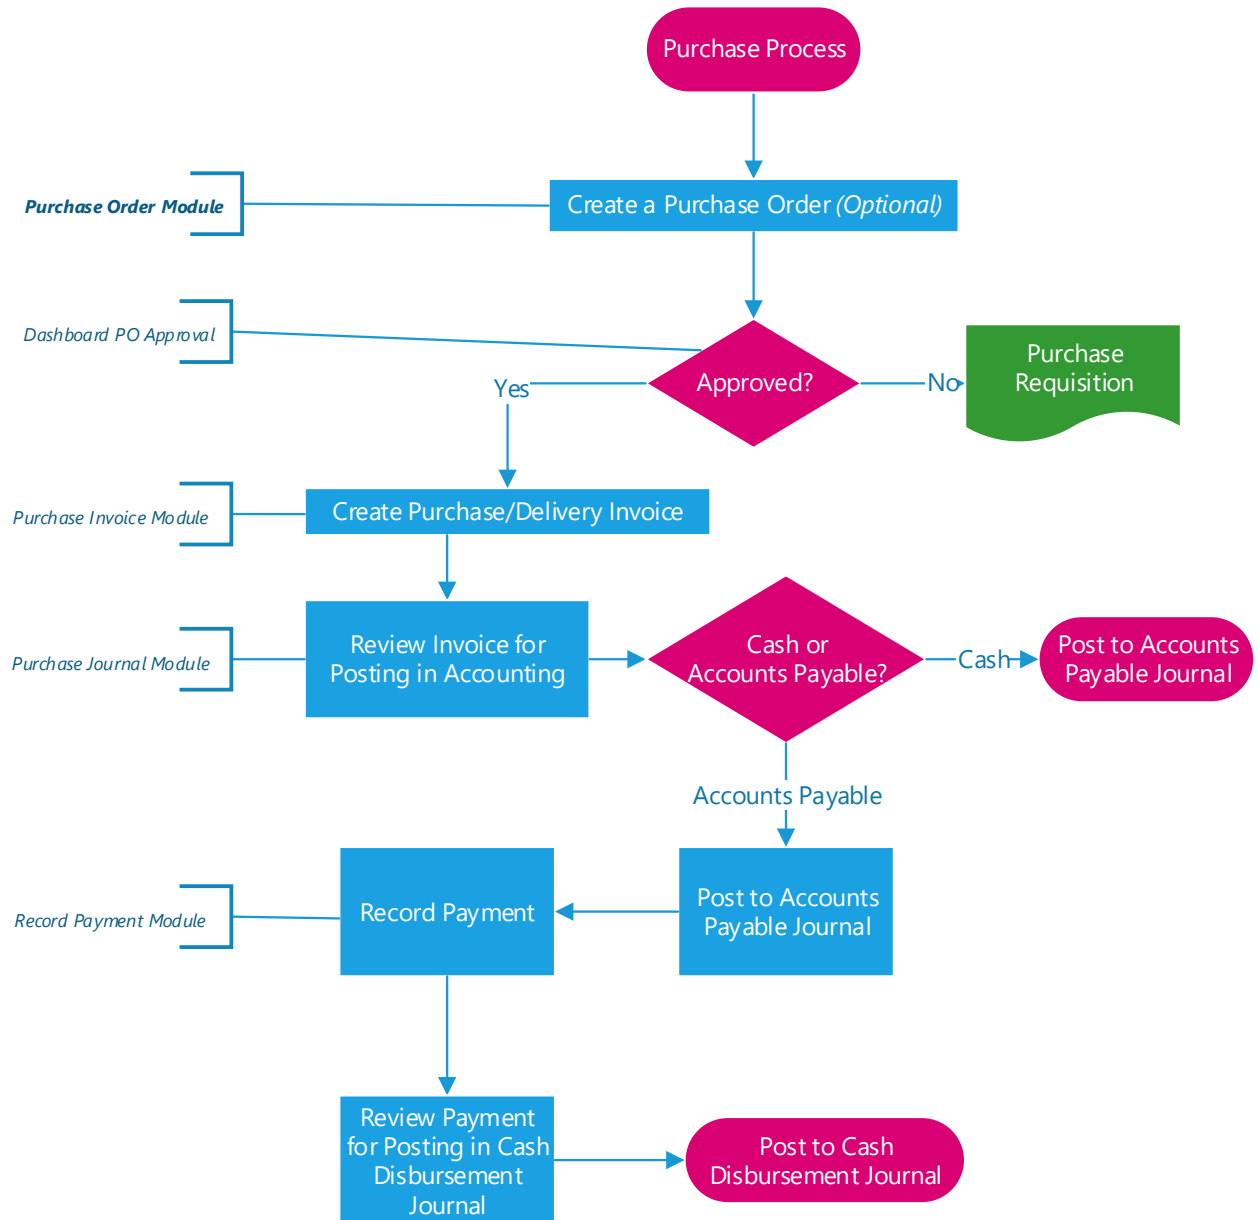 Purchase Process
Purchase Order Module
Create a Purchase Order (Optional)
Dashboard PO Approval
Approved?
Yes
No
Purchase
Requisition
Purchase Invoice Module
Create Purchase/Delivery Invoice
Purchase Journal Module
Review Invoice for
Posting in Accounting
Cash or
Accounts Payable?
Cash
Post to Accounts
Payable Journal
Accounts Payable
Record Payment Module
Record Payment
Post to Accounts
Payable Journal
Review Payment
for Posting in Cash
Disbursement
Journal
Post to Cash
Disbursement Journal